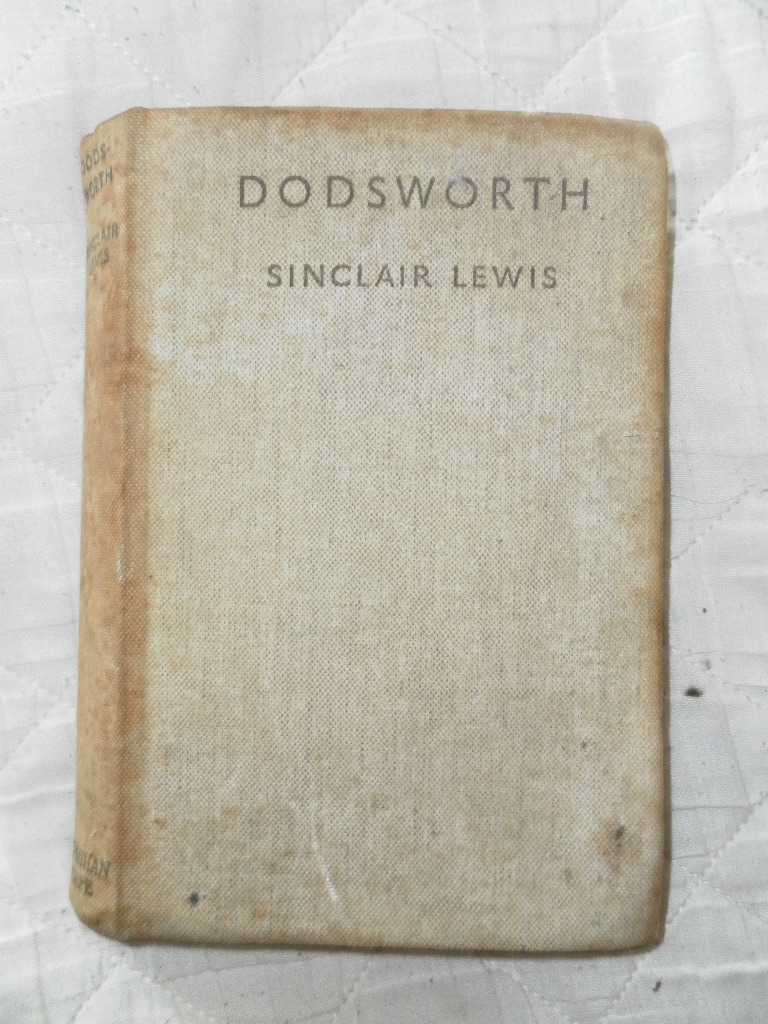 DODSWORTH
SINCLAIR LEWIS
DODS-
WORTH
SINCLAIR
LEWIS